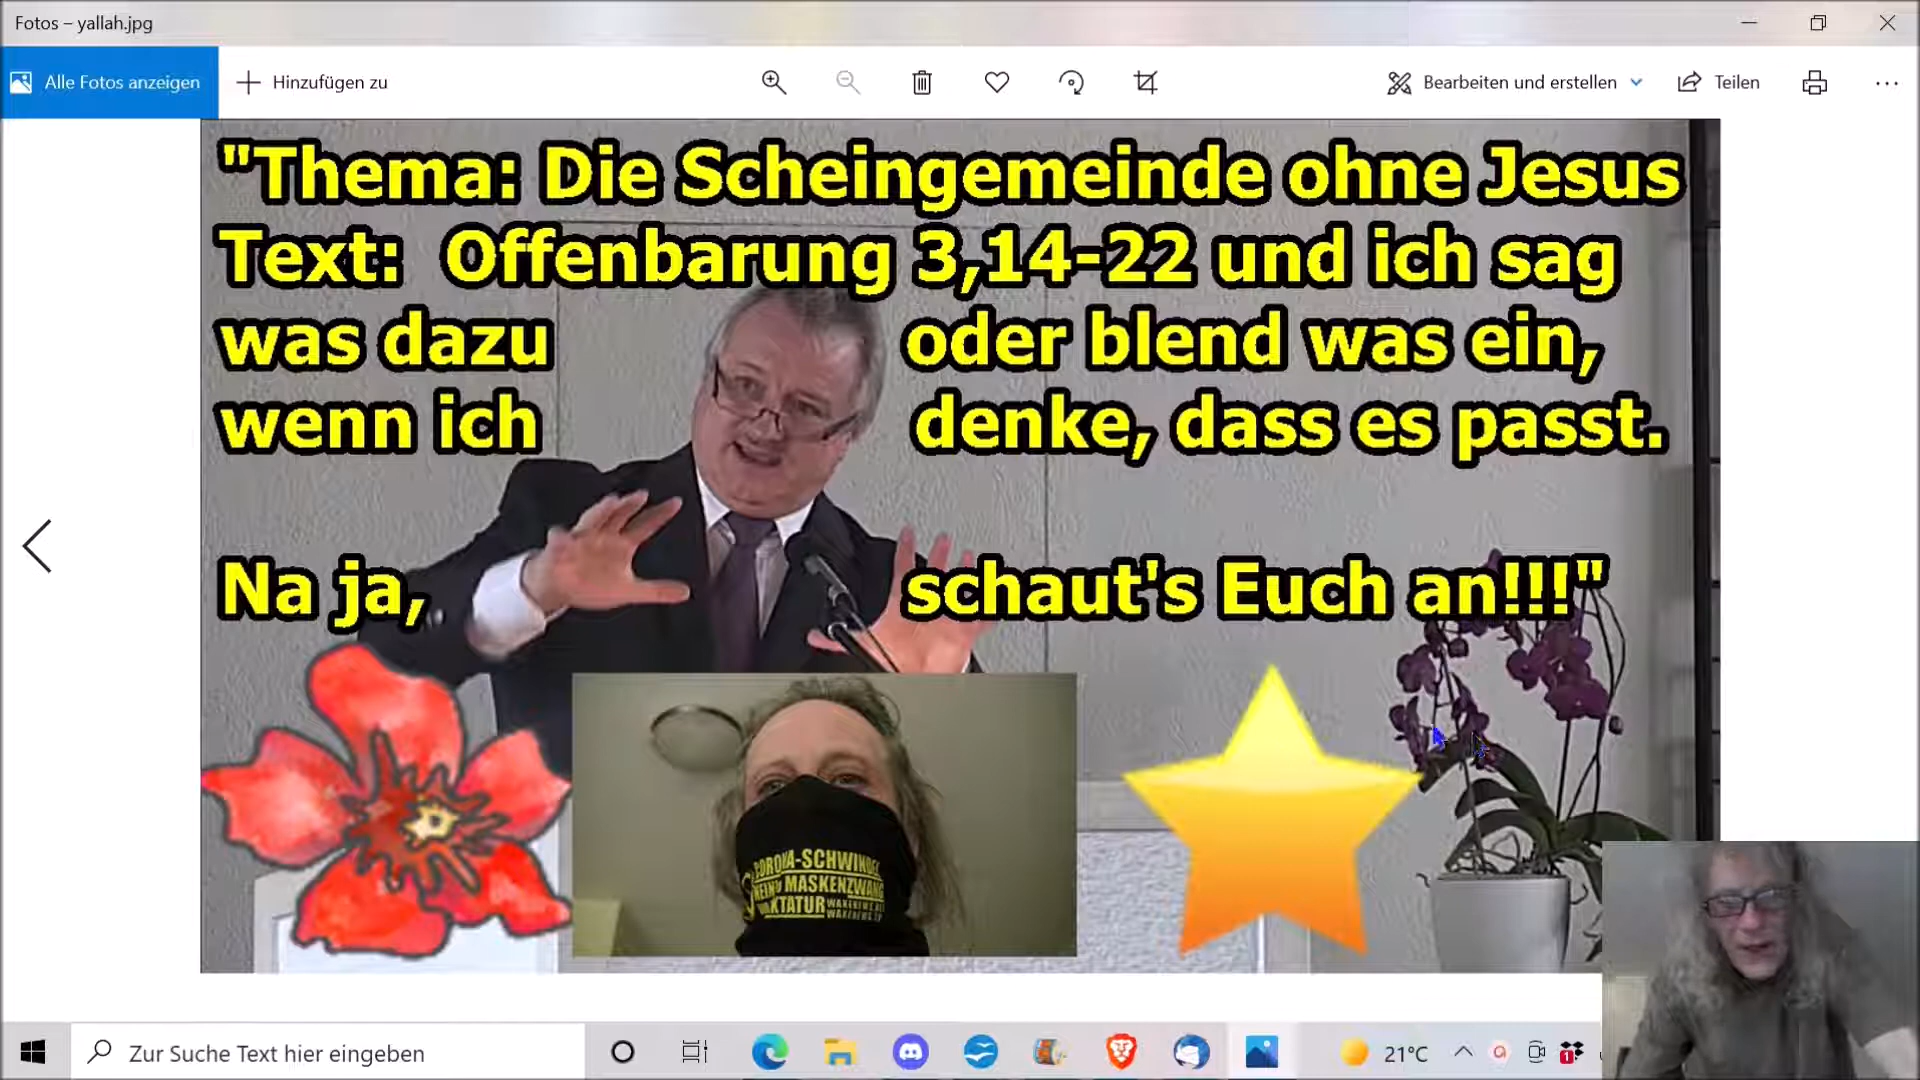 Fotos – yallah.jpg
Alle Fotos anzeigen
Hinzufügen zu
Bearbeiten und erstellen
Teilen
"Thema: Die Scheingemeinde ohne Jesus
Text: Offenbarung 3,14-22 und ich sag
was dazu oder blend was ein,
wenn ich denke, dass es passt.
Na ja, schaut's Euch an!!!"
CORONA-SCHWINDEL
MASKENZWANG
KTATUR
Zur Suche Text hier eingeben
21°C
1